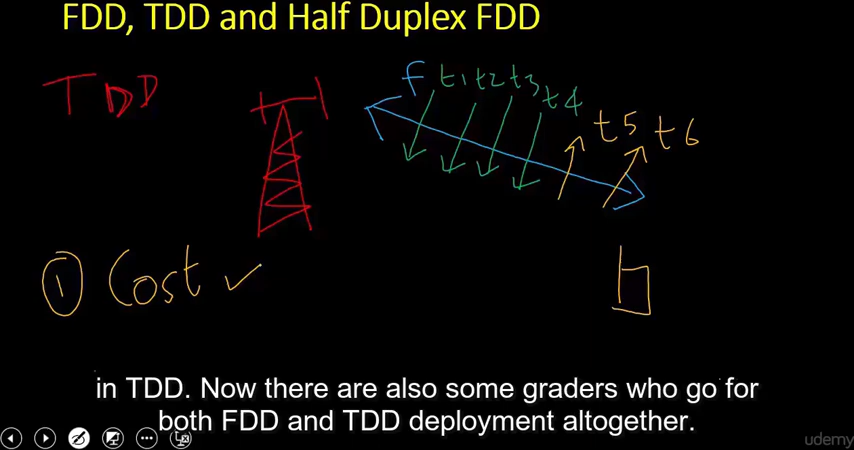 FDD, TDD and Half Duplex FDD
TDD
f t1 t2 t3 t4 t5 t6
① Cost ✓
in TDD. Now there are also some graders who go for
both FDD and TDD deployment altogether.
udemy